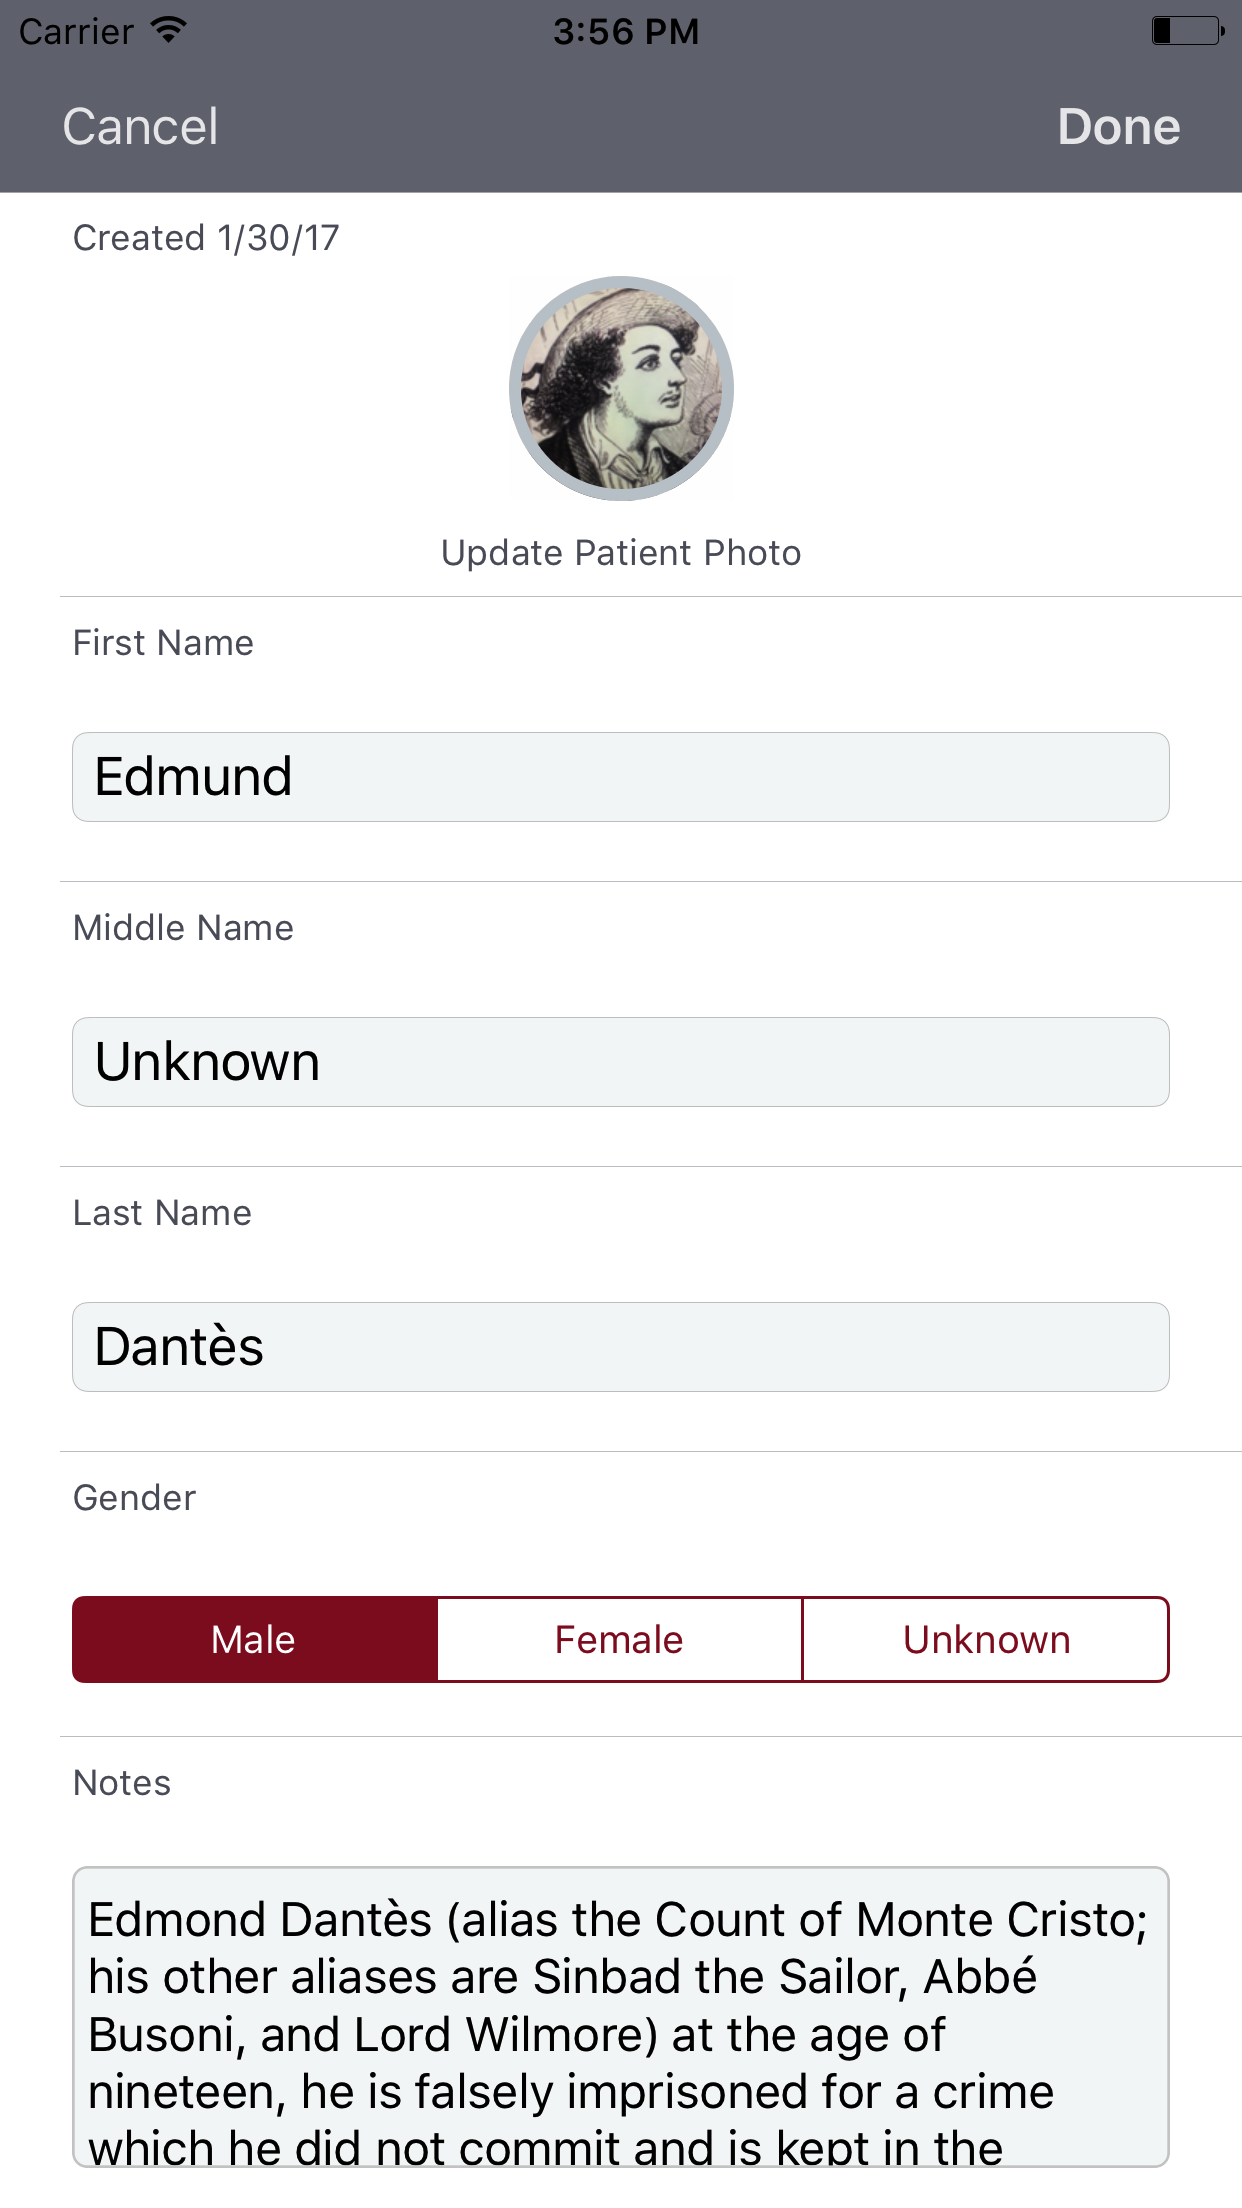 Carrier 3:56 PM
Cancel Done
Created 1/30/17
Update Patient Photo
First Name
Edmund
Middle Name
Unknown
Last Name
Dantès
Gender
Male Female Unknown
Notes
Edmond Dantès (alias the Count of Monte Cristo;
his other aliases are Sinbad the Sailor, Abbé
Busoni, and Lord Wilmore) at the age of
nineteen, he is falsely imprisoned for a crime
which he did not commit and is kept in the